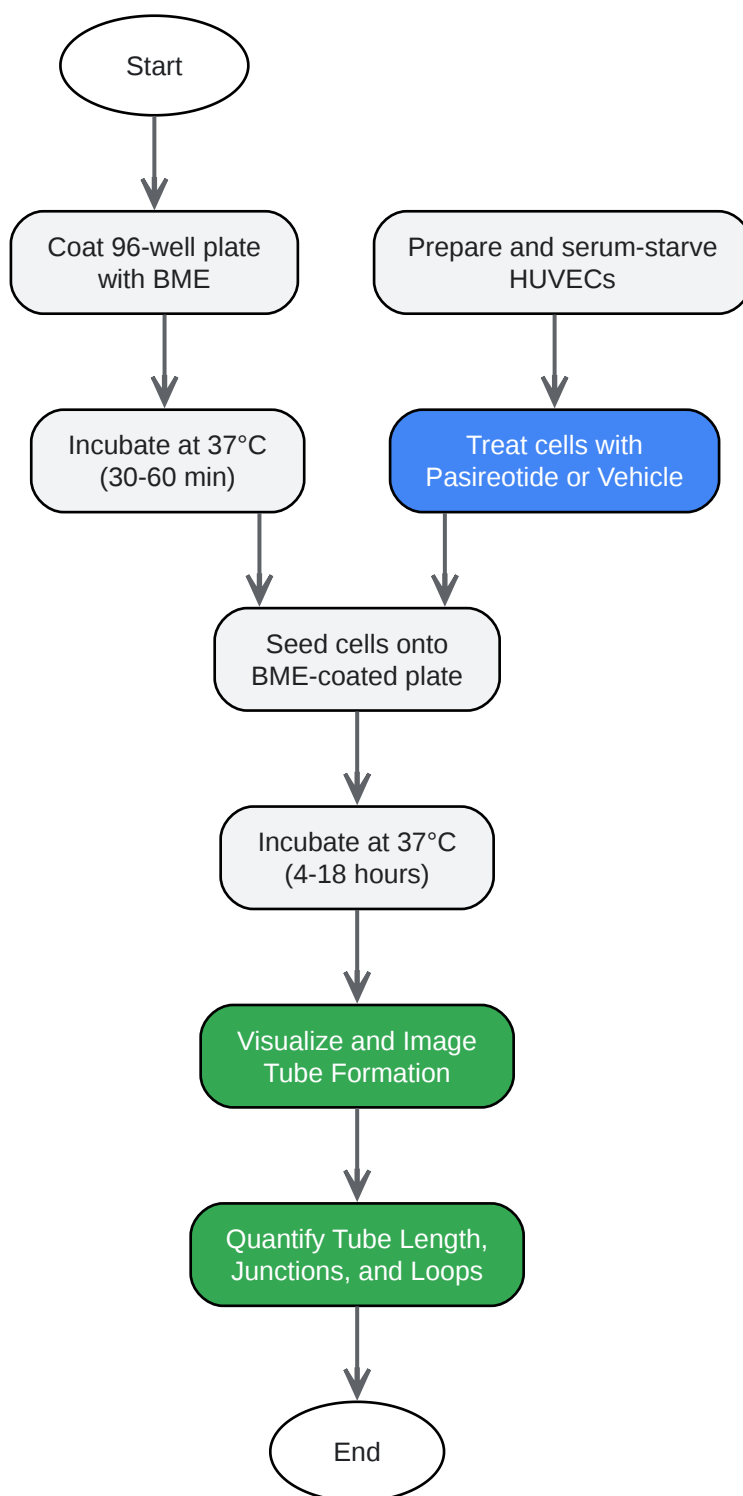 Start
Coat 96-well plate
with BME
Prepare and serum-starve
HUVECs
Incubate at 37°C
(30-60 min)
Treat cells with
Pasireotide or Vehicle
Seed cells onto
BME-coated plate
Incubate at 37°C
(4-18 hours)
Visualize and Image
Tube Formation
Quantify Tube Length,
Junctions, and Loops
End